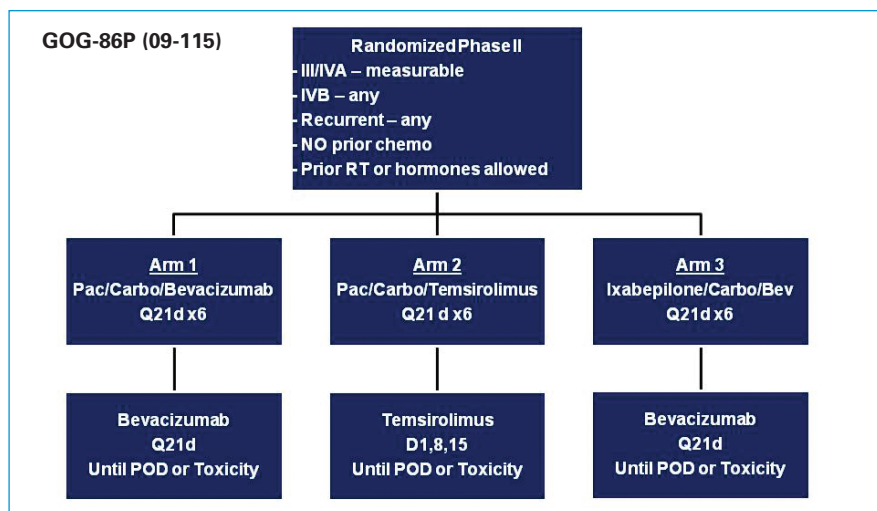 GOG-86P (09-115)
Randomized Phase II
- III/IVA – measurable
- IVB – any
- Recurrent – any
- NO prior chemo
- Prior RT or hormones allowed
Arm 1
Pac/Carbo/Bevacizumab
Q21d x6
Arm 2
Pac/Carbo/Temsirolimus
Q21 d x6
Arm 3
Ixabepilone/Carbo/Bev
Q21d x6
Bevacizumab
Q21d
Until POD or Toxicity
Temsirolimus
D1,8,15
Until POD or Toxicity
Bevacizumab
Q21d
Until POD or Toxicity